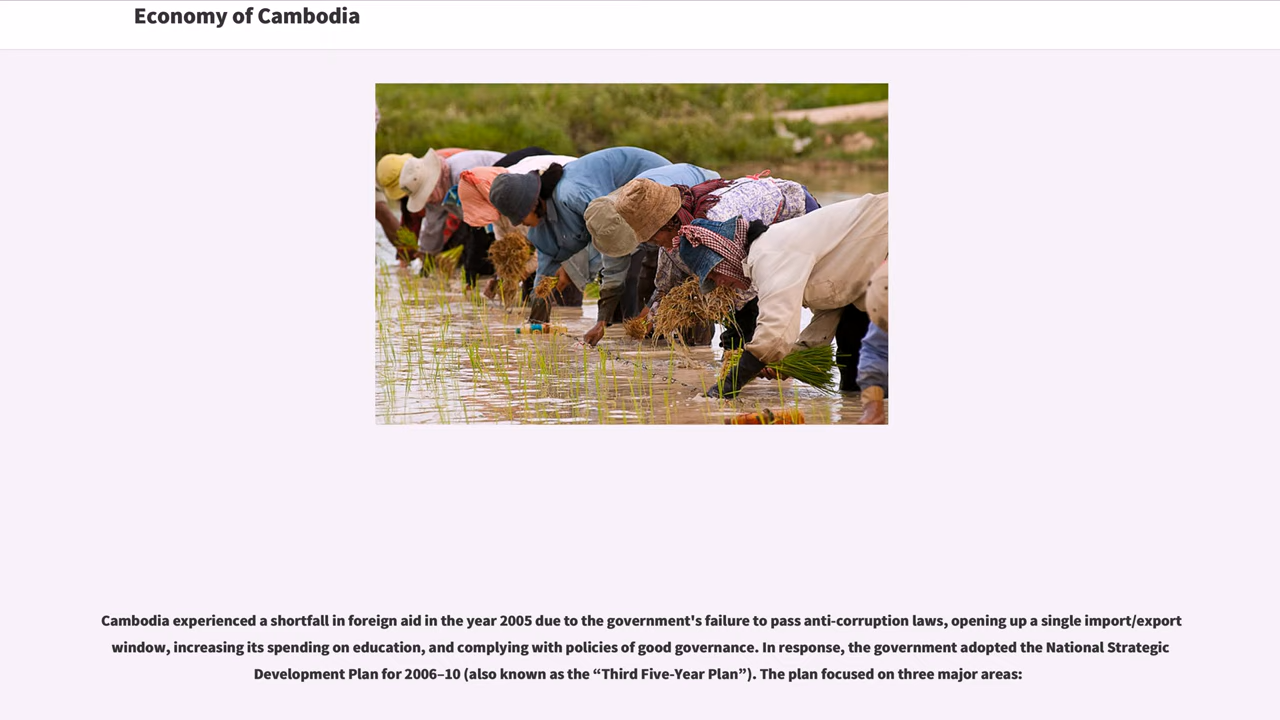 Economy of Cambodia
Cambodia experienced a shortfall in foreign aid in the year 2005 due to the government's failure to pass anti-corruption laws, opening up a single import/export
window, increasing its spending on education, and complying with policies of good governance. In response, the government adopted the National Strategic
Development Plan for 2006–10 (also known as the “Third Five-Year Plan”). The plan focused on three major areas: